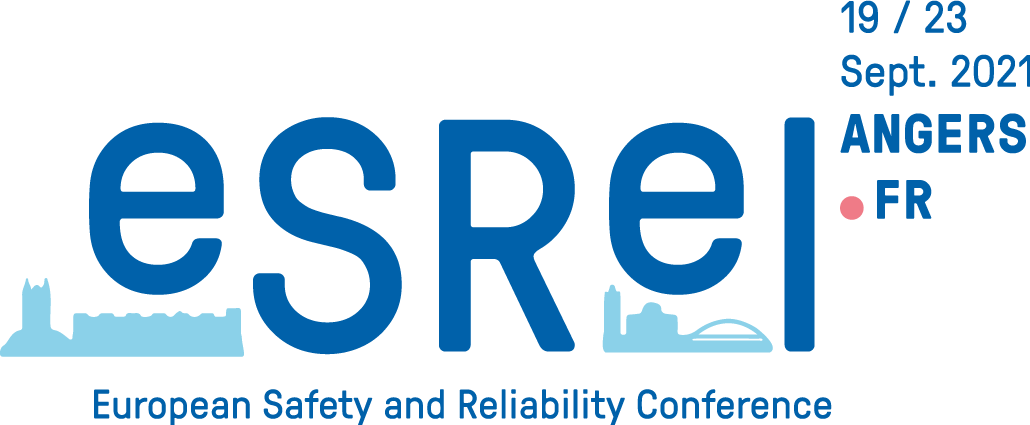 19 / 23
Sept. 2021
ANGERS
.FR
esRel
European Safety and Reliability Conference